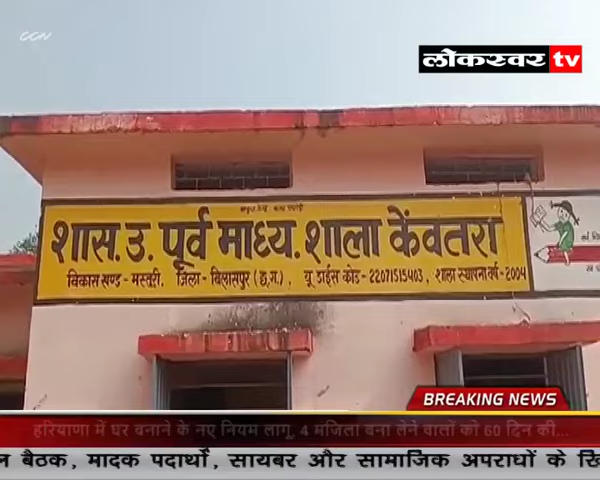 CCN
लोकस्वर tv
शास. उ. पूर्व माध्य. शाला केंवतरा
विकास खण्ड - मस्तूरी. जिला - बिलासपुर (छ.ग.), यू डाईस कोड - 22071515403, शाला स्थापना वर्ष - 2004
BREAKING NEWS
हरियाणा में घर बनाने के नए नियम लागू, 4 मंजिला बना लेने वालों को 60 दिन की...
न बैठक, मादक पदार्थों, सायबर और सामाजिक अपराधों के खि